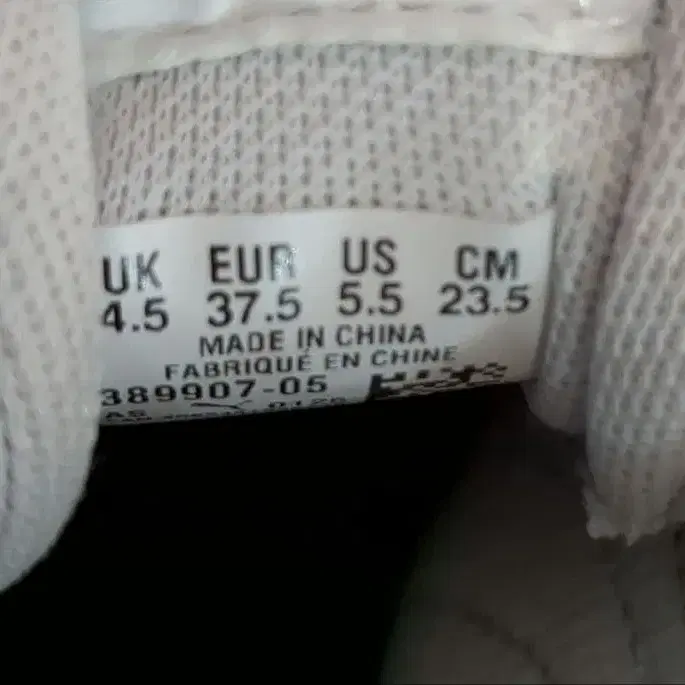 UK EUR US CM
4.5 37.5 5.5 23.5
MADE IN CHINA
FABRIQUÉ EN CHINE
389907-05